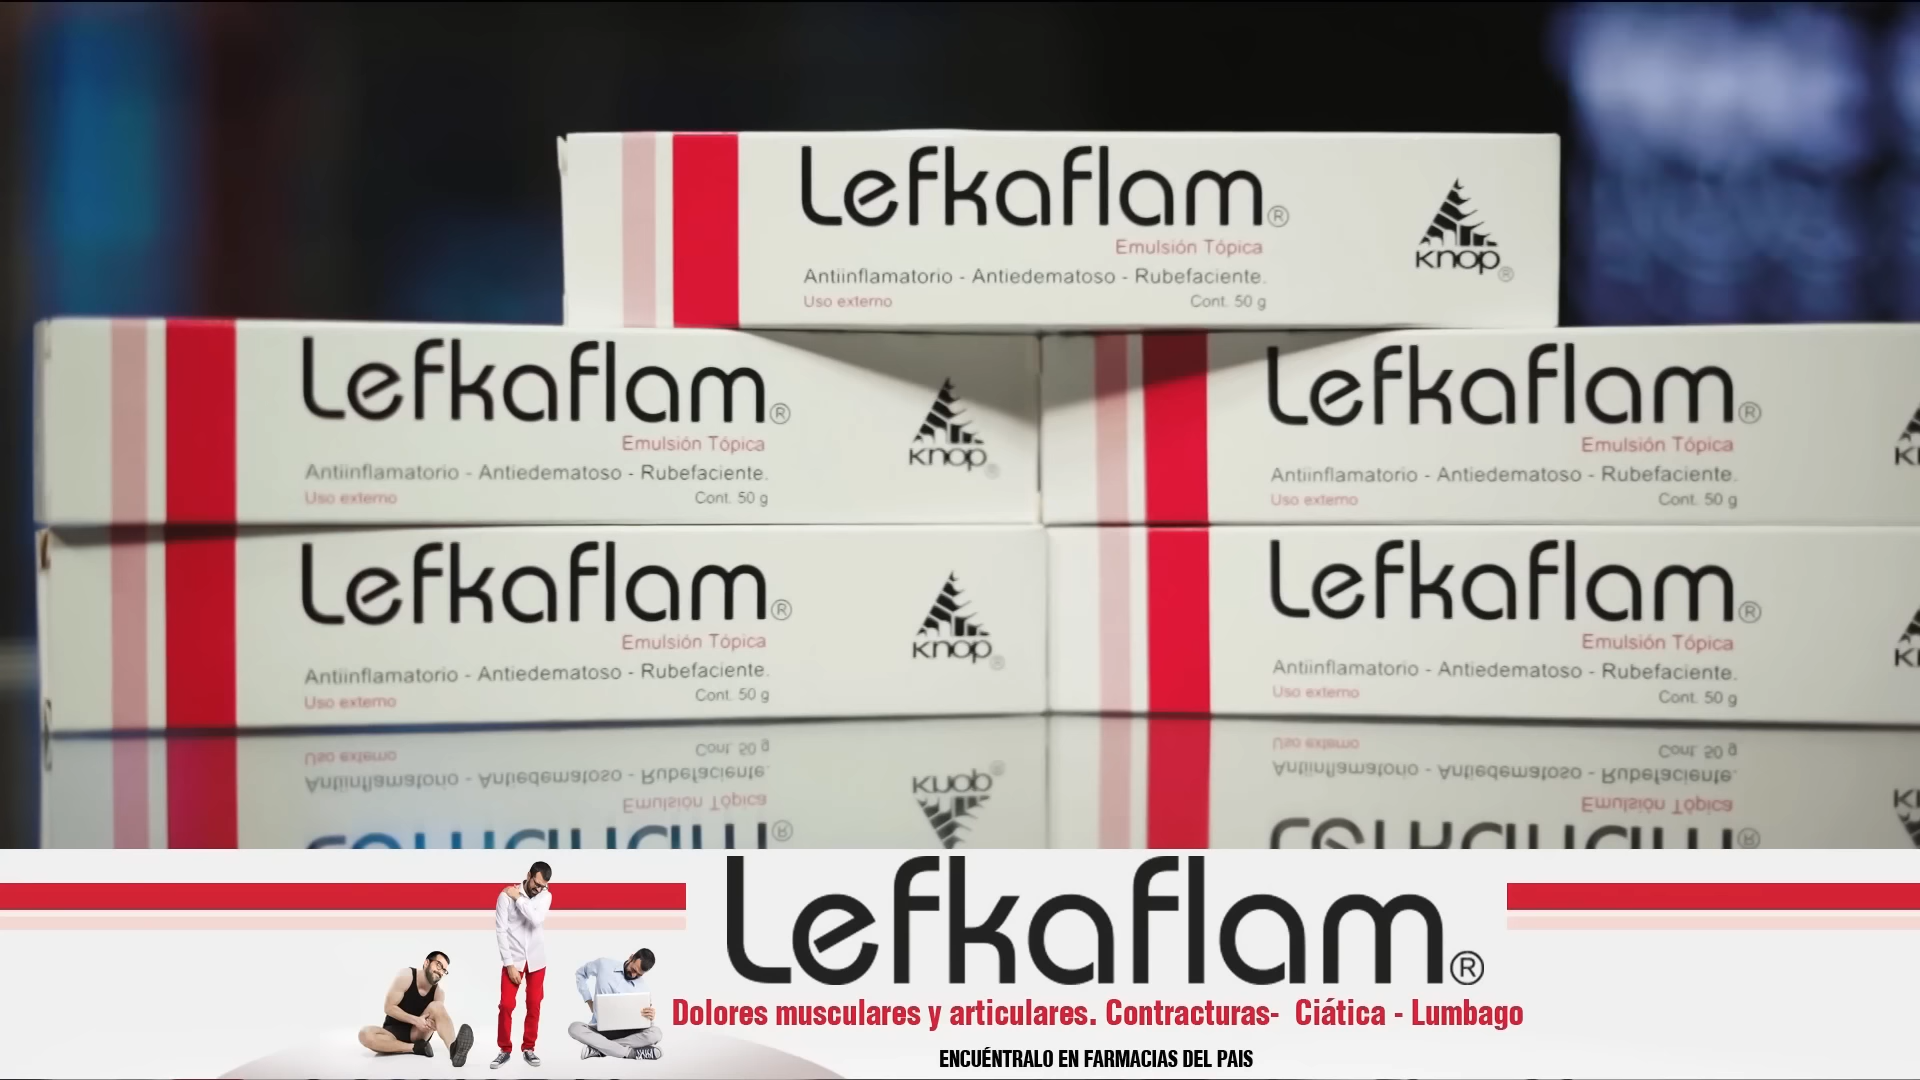 Lefkaflam®
Emulsión Tópica
Antiinflamatorio - Antiedematoso - Rubefaciente.
Uso externo Cont. 50 g
knop®
Lefkaflam®
Emulsión Tópica
Antiinflamatorio - Antiedematoso - Rubefaciente.
Uso externo Cont. 50 g
knop®
Lefkaflam®
Emulsión Tópica
Antiinflamatorio - Antiedematoso - Rubefaciente.
Uso externo Cont. 50 g
Lefkaflam®
Emulsión Tópica
Antiinflamatorio - Antiedematoso - Rubefaciente.
Uso externo Cont. 50 g
knop®
Lefkaflam®
Emulsión Tópica
Antiinflamatorio - Antiedematoso - Rubefaciente.
Uso externo Cont. 50 g
Lefkaflam®
Dolores musculares y articulares. Contracturas- Ciática - Lumbago
ENCUÉNTRALO EN FARMACIAS DEL PAIS